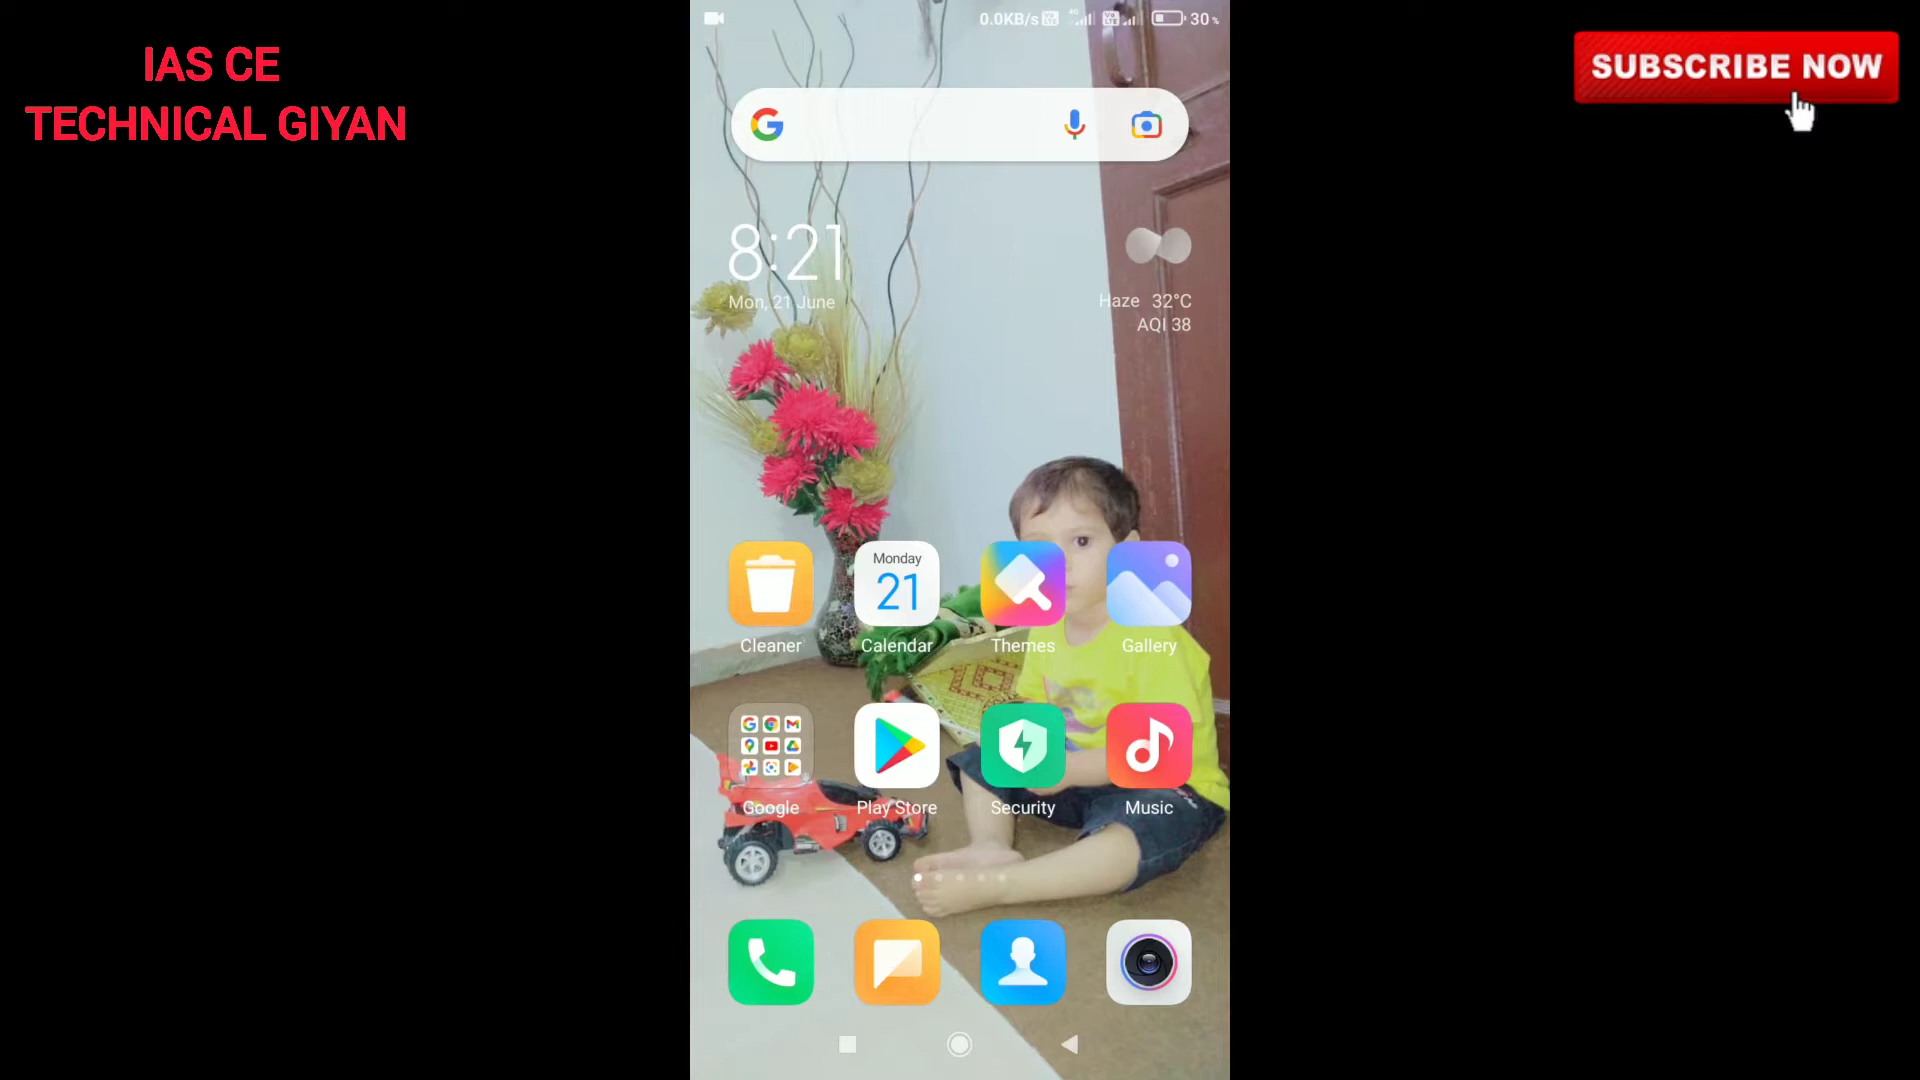 IAS CE
TECHNICAL GIYAN
SUBSCRIBE NOW
0.0KB/s 4G 30%
8:21
Mon, 21 June
Haze 32°C
AQI 38
Monday
21
Cleaner Calendar Themes Gallery
Google Play Store Security Music